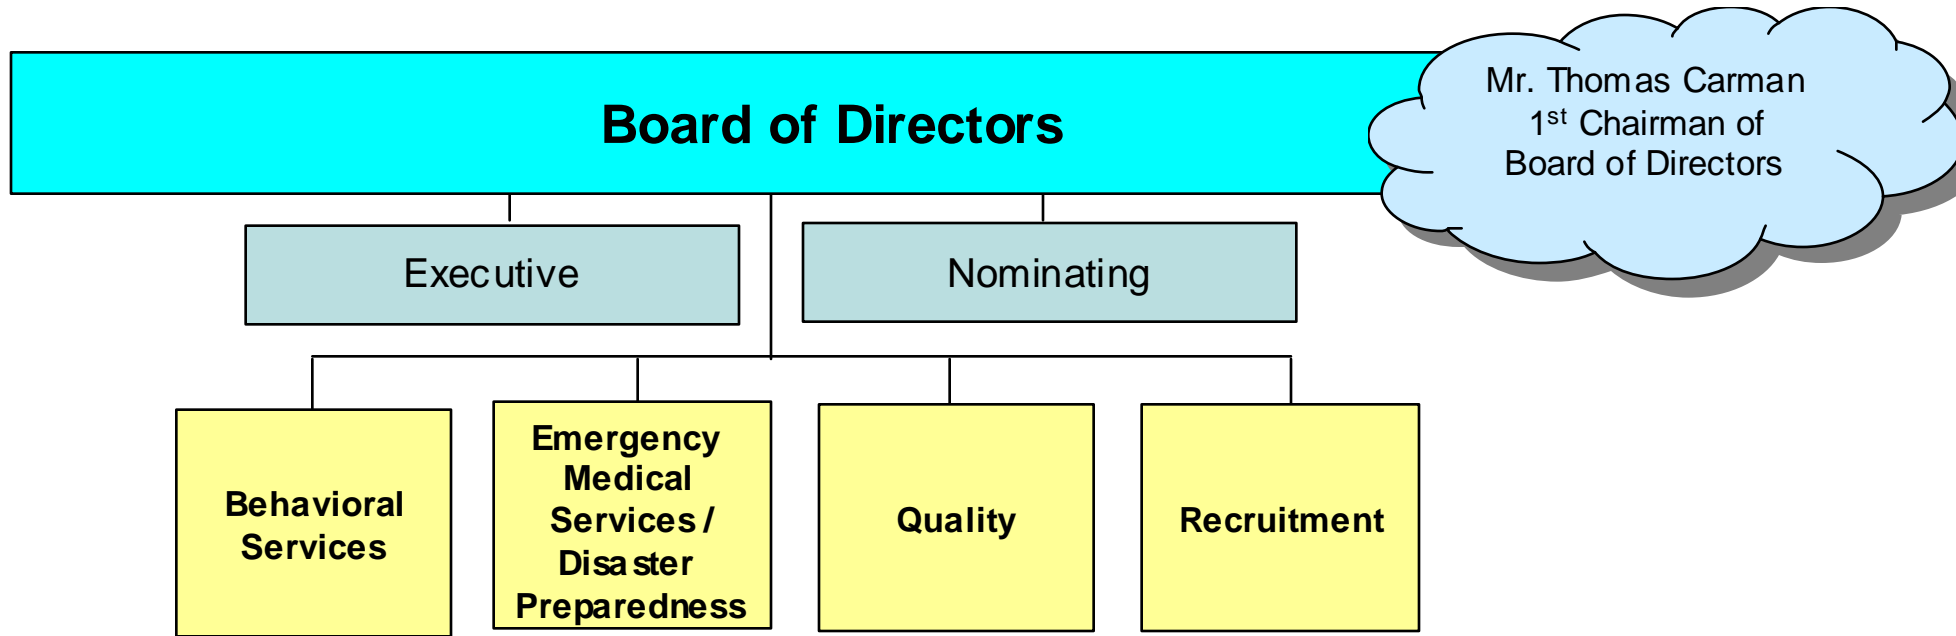 Mr. Thomas Carman
1st Chairman of
Board of Directors
Board of Directors
Executive
Nominating
Behavioral
Services
Emergency
Medical
Services /
Disaster
Preparedness
Quality
Recruitment